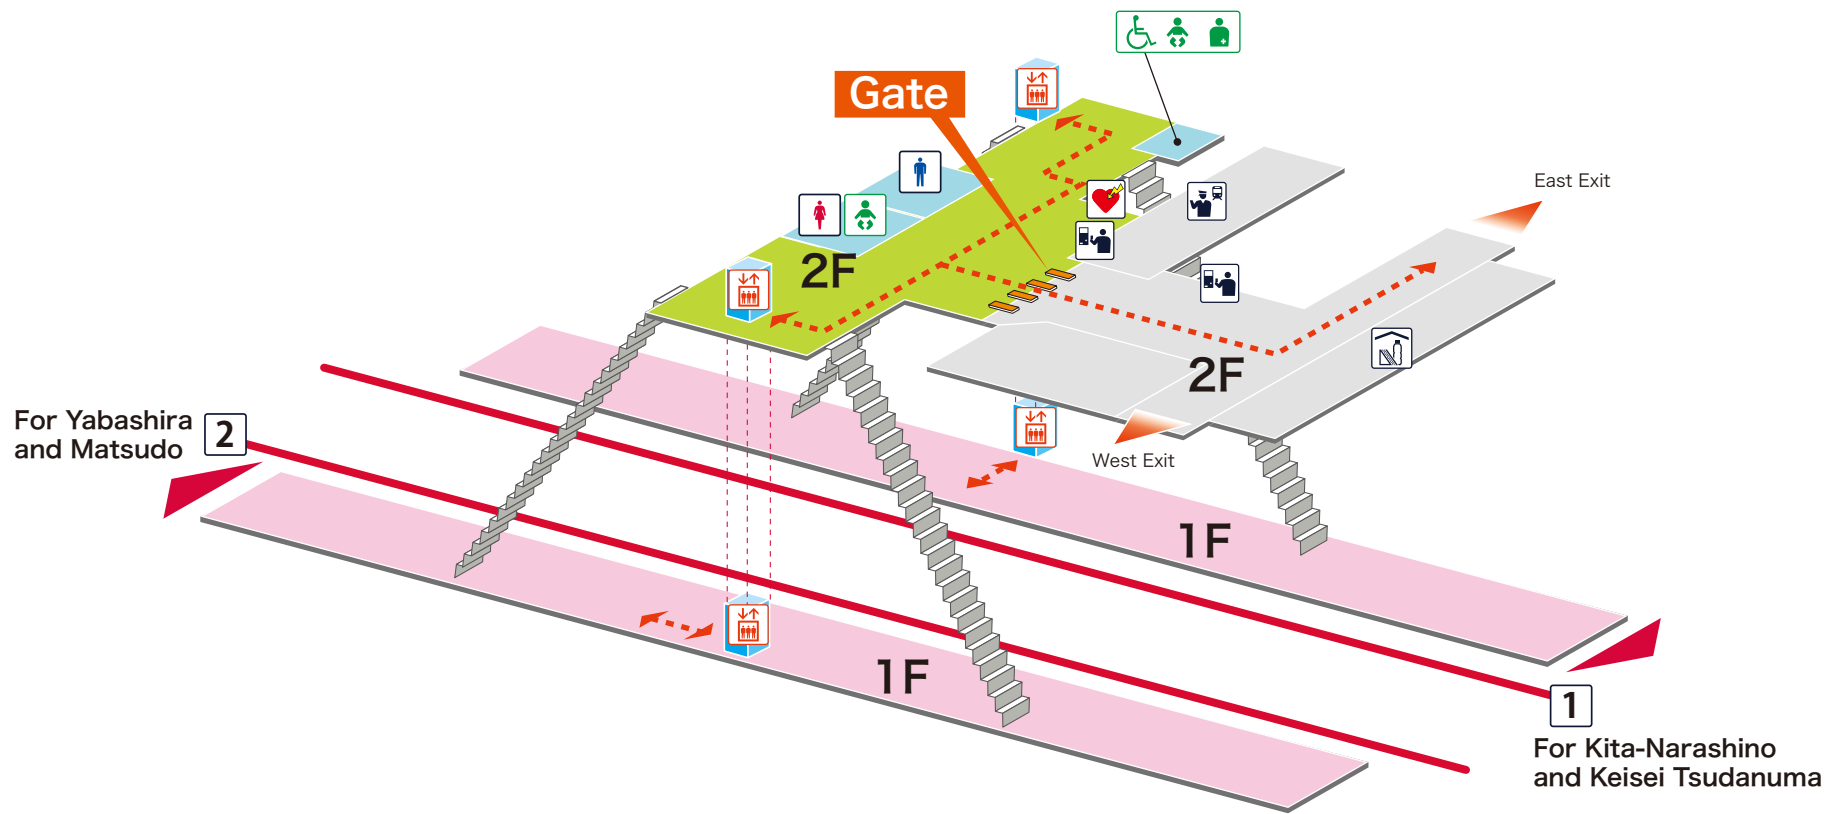 Gate
East Exit
2F
2F
For Yabashira
and Matsudo
2
West Exit
1F
1F
1
For Kita-Narashino
and Keisei Tsudanuma